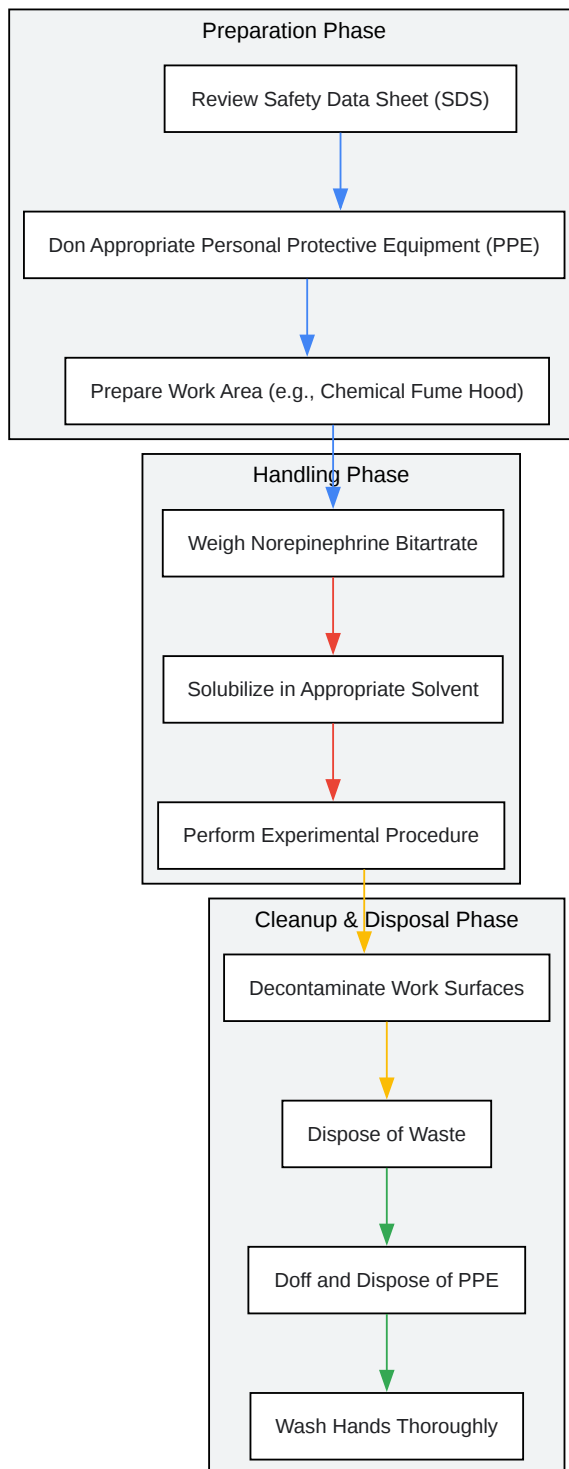 Preparation Phase
Review Safety Data Sheet (SDS)
Don Appropriate Personal Protective Equipment (PPE)
Prepare Work Area (e.g., Chemical Fume Hood)
Handling Phase
Weigh Norepinephrine Bitartrate
Solubilize in Appropriate Solvent
Perform Experimental Procedure
Cleanup & Disposal Phase
Decontaminate Work Surfaces
Dispose of Waste
Doff and Dispose of PPE
Wash Hands Thoroughly